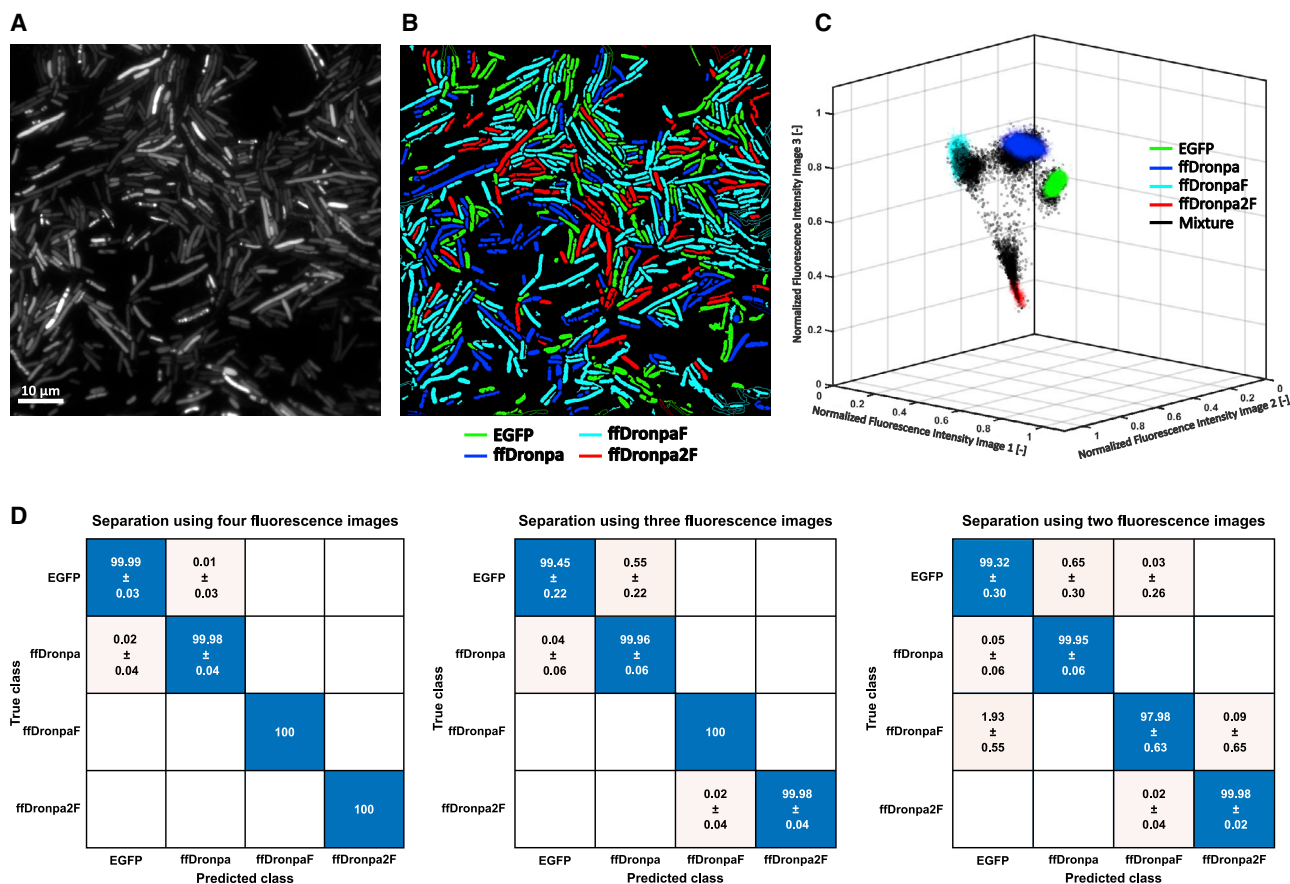 A
B
C
10 µm
EGFP
ffDronpaF
ffDronpa
ffDronpa2F
Normalized Fluorescence Intensity Image 3 [-]
1
0.8
0.6
0.4
0.2
0
EGFP
ffDronpa
ffDronpaF
ffDronpa2F
Mixture
0
0.2
0.4
0.6
0.8
1
Normalized Fluorescence Intensity Image 1 [-]
0
0.2
0.4
0.6
0.8
1
Normalized Fluorescence Intensity Image 2 [-]
D
Separation using four fluorescence images
True class
EGFP
99.99 ± 0.03
0.01 ± 0.03
ffDronpa
0.02 ± 0.04
99.98 ± 0.04
ffDronpaF
100
ffDronpa2F
100
EGFP ffDronpa ffDronpaF ffDronpa2F
Predicted class
Separation using three fluorescence images
True class
EGFP
99.45 ± 0.22
0.55 ± 0.22
ffDronpa
0.04 ± 0.06
99.96 ± 0.06
ffDronpaF
100
ffDronpa2F
0.02 ± 0.04
99.98 ± 0.04
EGFP ffDronpa ffDronpaF ffDronpa2F
Predicted class
Separation using two fluorescence images
True class
EGFP
99.32 ± 0.30
0.65 ± 0.30
0.03 ± 0.26
ffDronpa
0.05 ± 0.06
99.95 ± 0.06
ffDronpaF
1.93 ± 0.55
97.98 ± 0.63
0.09 ± 0.65
ffDronpa2F
0.02 ± 0.04
99.98 ± 0.02
EGFP ffDronpa ffDronpaF ffDronpa2F
Predicted class